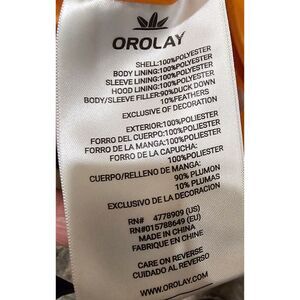 OROLAY
SHELL:100%POLYESTER
BODY LINING:100%POLYESTER
SLEEVE LINING:100%POLYESTER
HOOD LINING:100%POLYESTER
BODY/SLEEVE FILLER:90%DUCK DOWN
10%FEATHERS
EXCLUSIVE OF DECORATION
EXTERIOR:100%POLIESTER
FORRO DEL CUERPO:100%POLIESTER
FORRO DE LA MANGA:100%POLIESTER
FORRO DE LA CAPUCHA:
100%POLIESTER
CUERPO/RELLENO DE MANGA:
90% PLUMON
10% PLUMAS
EXCLUSIVO DE LA DECORACION
RN# 4778909 (US)
RN#015788649 (EU)
MADE IN CHINA
FABRIQUE EN CHINE
CARE ON REVERSE
CUIDADO AL REVERSO
WWW.OROLAY.COM